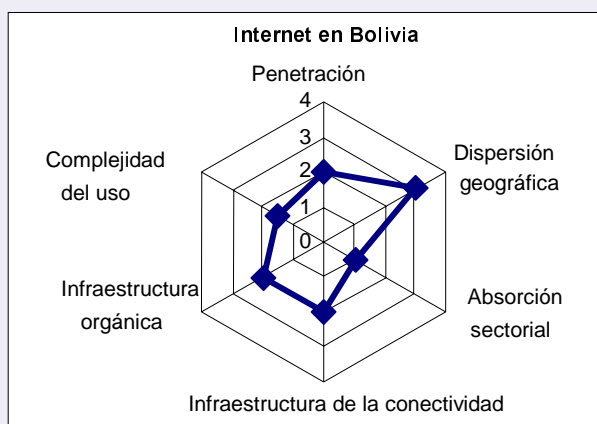 Internet en Bolivia
Penetración
4
3
2
1
0
Dispersión
geográfica
Absorción
sectorial
Infraestructura de la conectividad
Infraestructura
orgánica
Complejidad
del uso